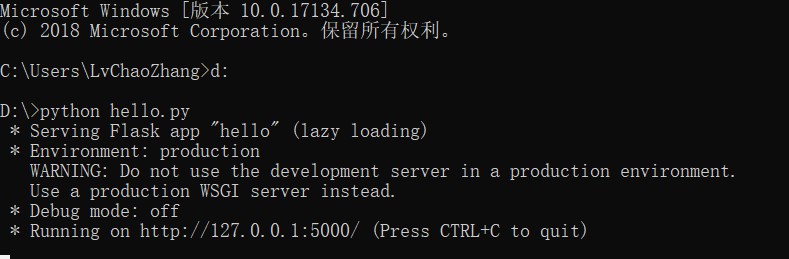 Microsoft Windows [版本 10.0.17134.706]
(c) 2018 Microsoft Corporation。保留所有权利。
C:\Users\LvChaoZhang>d:
D:\>python hello.py
* Serving Flask app "hello" (lazy loading)
* Environment: production
WARNING: Do not use the development server in a production environment.
Use a production WSGI server instead.
* Debug mode: off
* Running on http://127.0.0.1:5000/ (Press CTRL+C to quit)